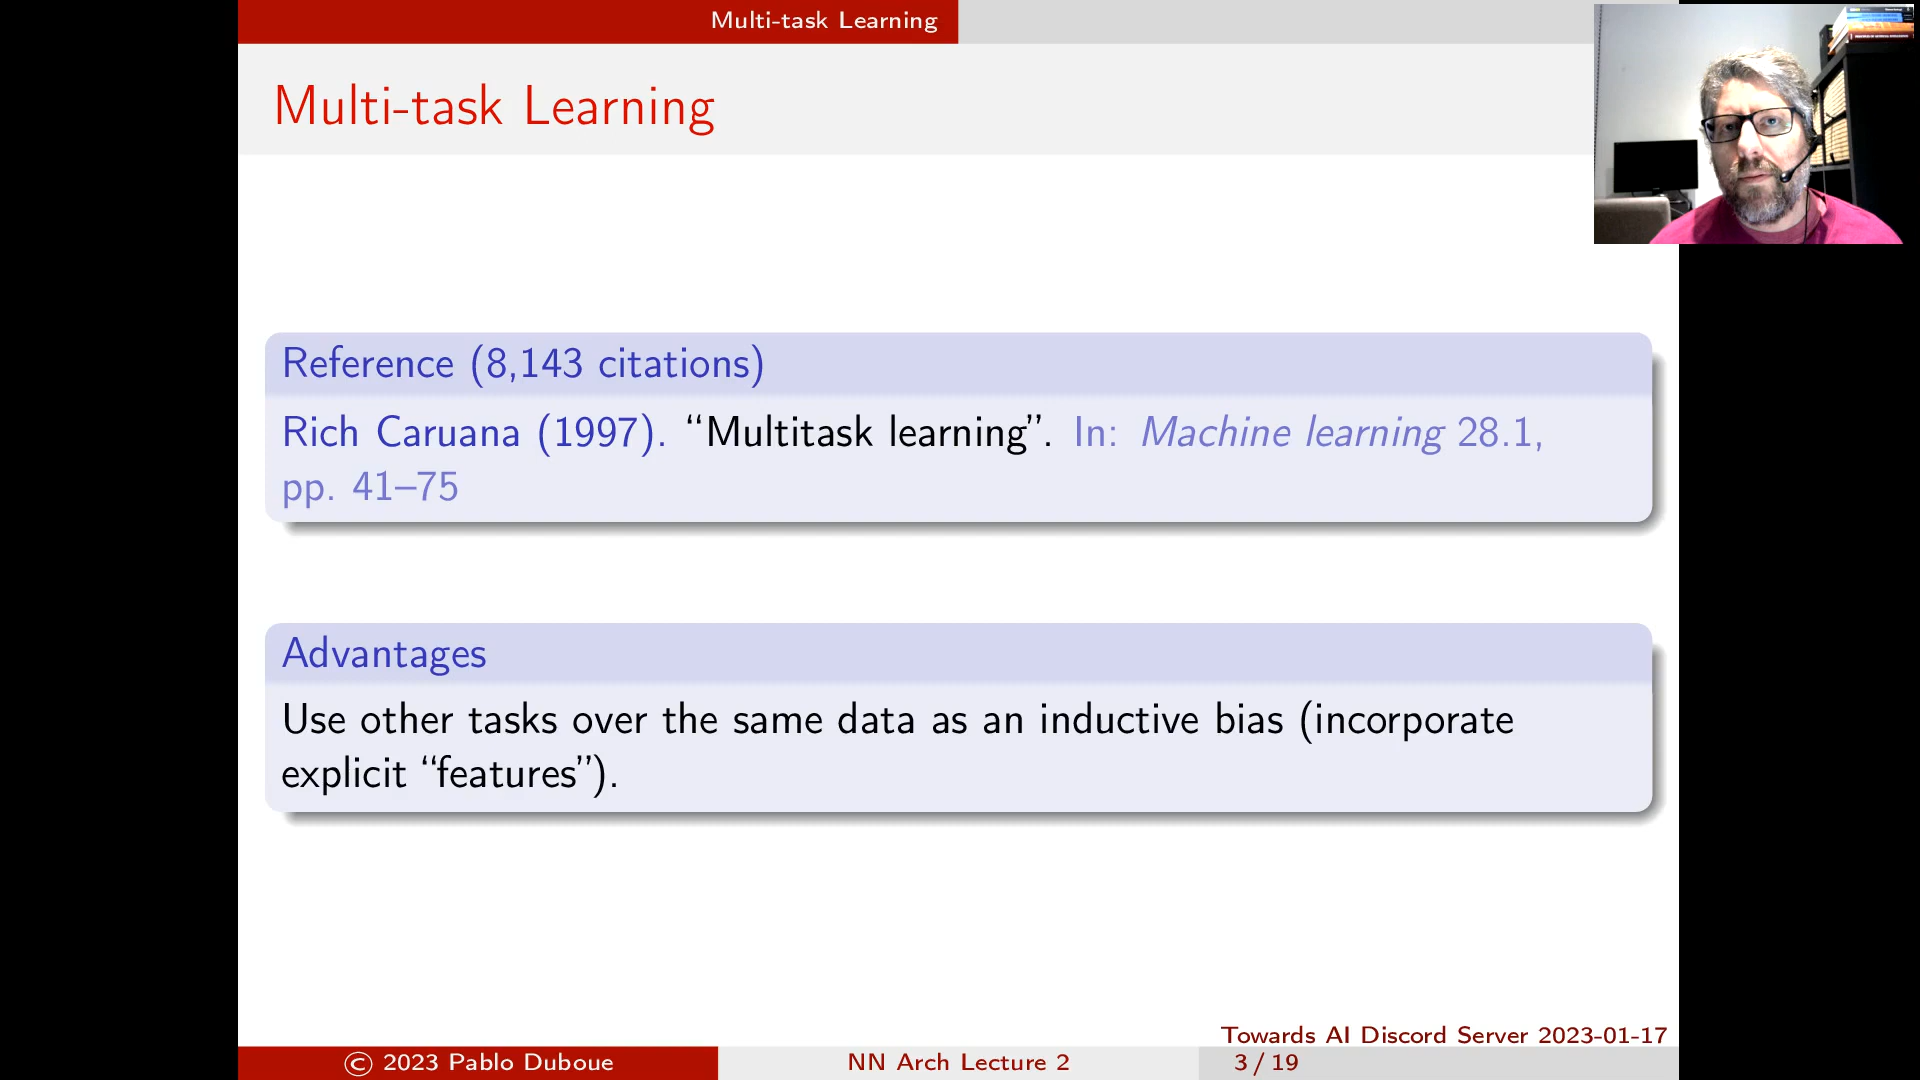 Multi-task Learning
Multi-task Learning
Reference (8,143 citations)
Rich Caruana (1997). “Multitask learning”. In: Machine learning 28.1,
pp. 41–75
Advantages
Use other tasks over the same data as an inductive bias (incorporate
explicit “features”).
Towards AI Discord Server 2023-01-17
© 2023 Pablo Duboue
NN Arch Lecture 2
3 / 19